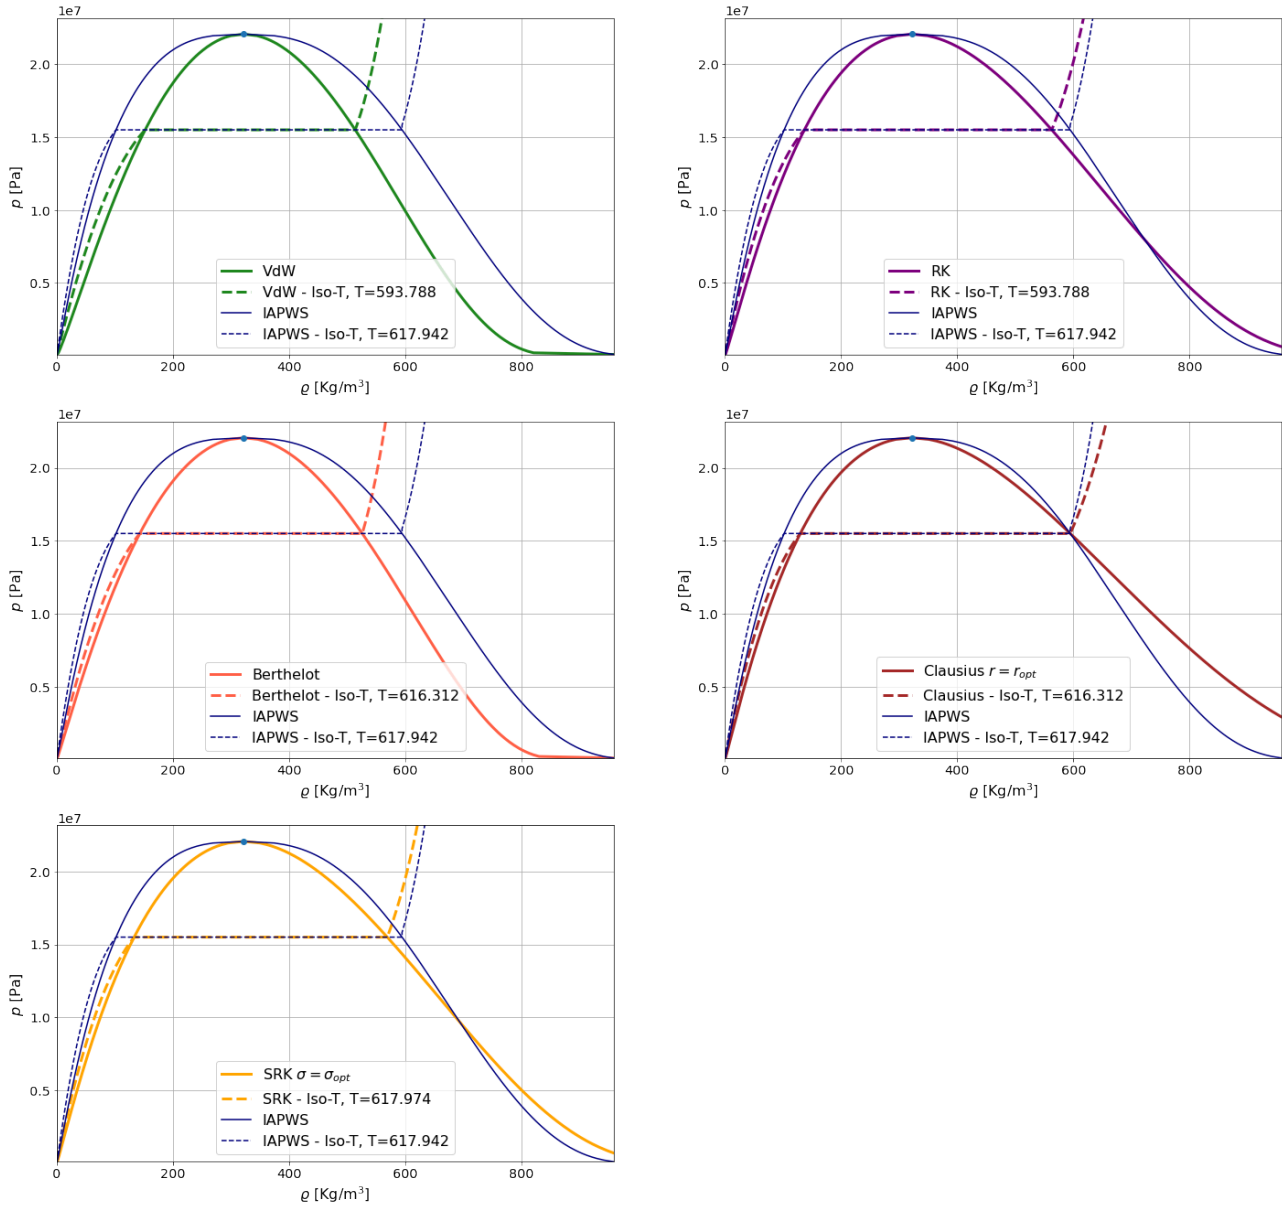 1e7
2.0
1.5
1.0
0.5
p [Pa]
0 200 400 600 800
ϱ [Kg/m³]
VdW
VdW - Iso-T, T=593.788
IAPWS
IAPWS - Iso-T, T=617.942
1e7
2.0
1.5
1.0
0.5
p [Pa]
0 200 400 600 800
ϱ [Kg/m³]
RK
RK - Iso-T, T=593.788
IAPWS
IAPWS - Iso-T, T=617.942
1e7
2.0
1.5
1.0
0.5
p [Pa]
0 200 400 600 800
ϱ [Kg/m³]
Berthelot
Berthelot - Iso-T, T=616.312
IAPWS
IAPWS - Iso-T, T=617.942
1e7
2.0
1.5
1.0
0.5
p [Pa]
0 200 400 600 800
ϱ [Kg/m³]
Clausius r = r_opt
Clausius - Iso-T, T=616.312
IAPWS
IAPWS - Iso-T, T=617.942
1e7
2.0
1.5
1.0
0.5
p [Pa]
0 200 400 600 800
ϱ [Kg/m³]
SRK σ = σ_opt
SRK - Iso-T, T=617.974
IAPWS
IAPWS - Iso-T, T=617.942